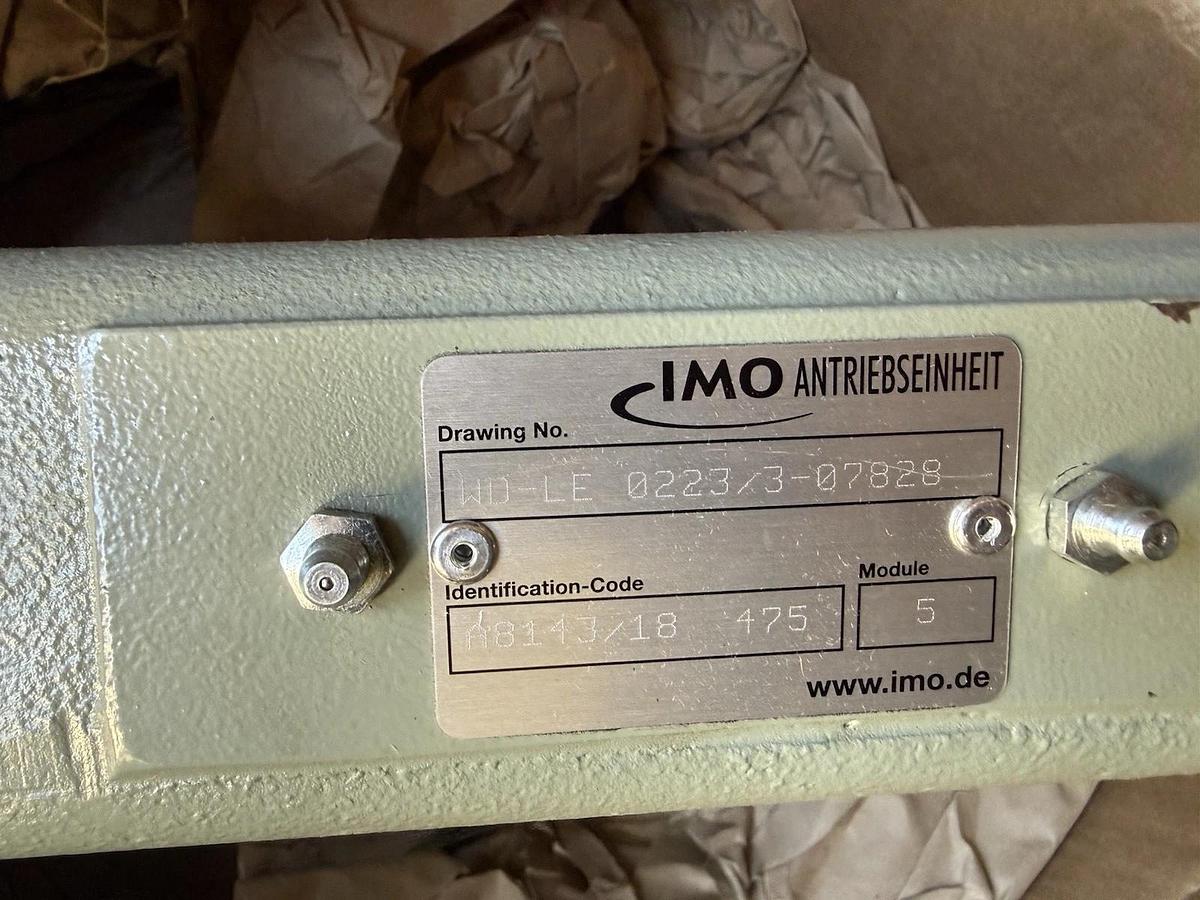 IMO ANTRIEBSEINHEIT
Drawing No.
WD-LE 0223/3-07828
Identification-Code
Module
A8143/18 475
5
www.imo.de